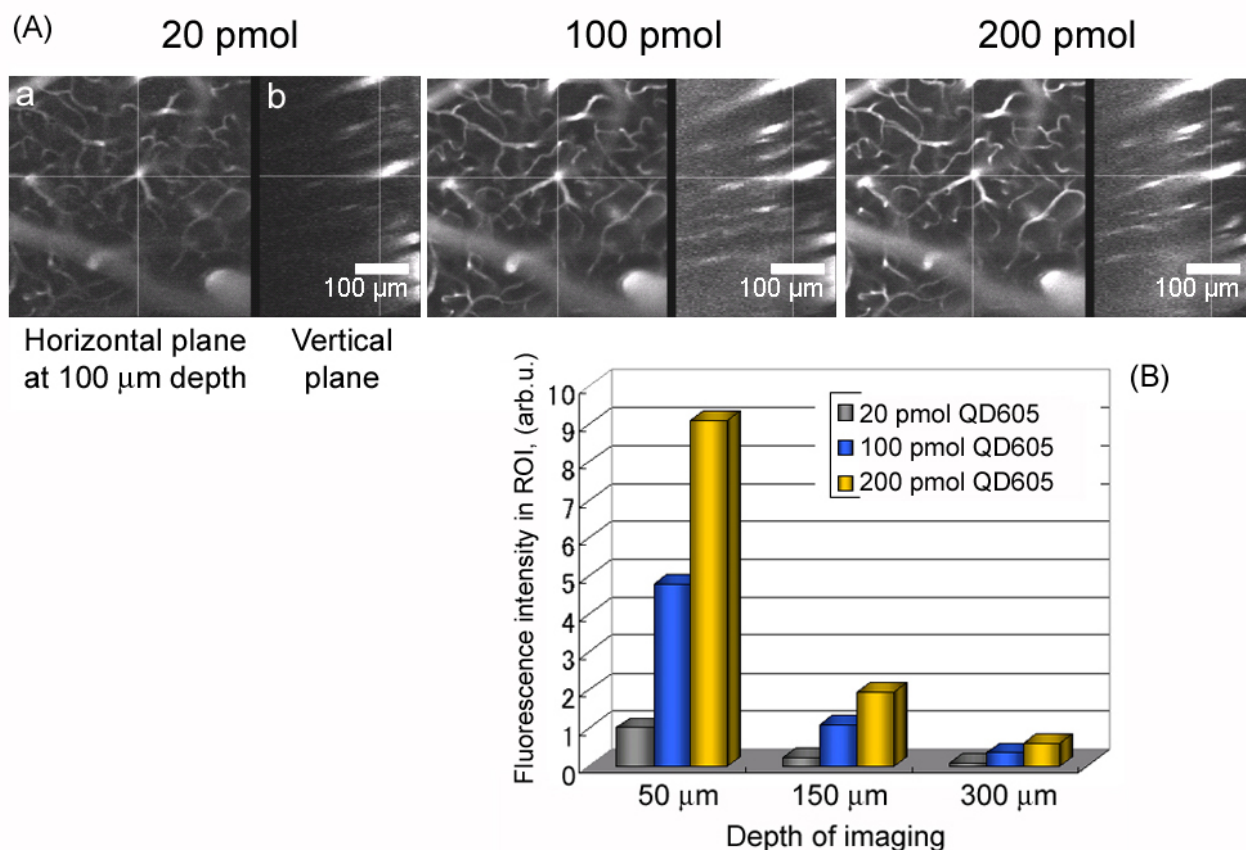 (A)
20 pmol
100 pmol
200 pmol
a
b
100 µm
100 µm
100 µm
Horizontal plane
at 100 µm depth
Vertical
plane
(B)
Fluorescence intensity in ROI, (arb.u.)
10
9
8
7
6
5
4
3
2
1
0
20 pmol QD605
100 pmol QD605
200 pmol QD605
50 µm
150 µm
300 µm
Depth of imaging